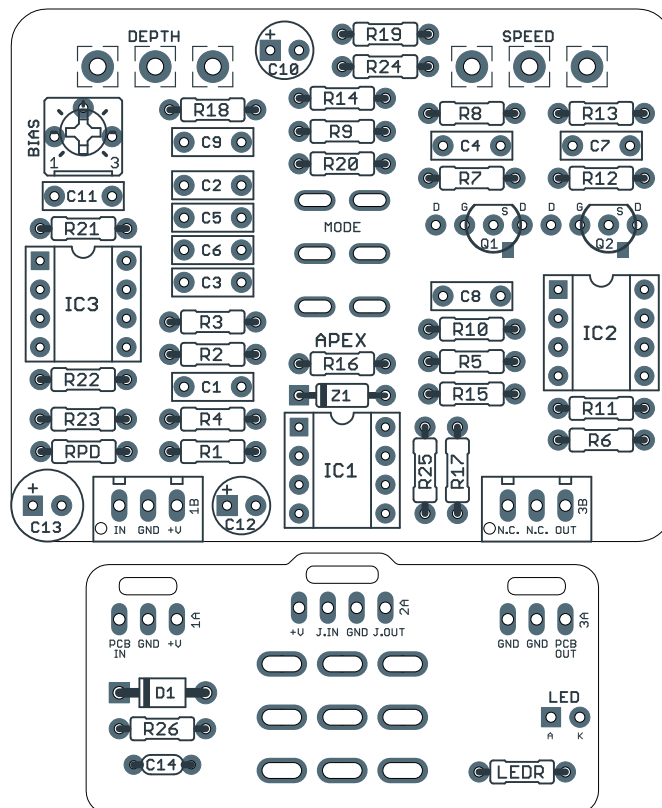 DEPTH
+
C10
R19
SPEED
R24
R14
R18
R8
R13
BIAS
1
3
R9
C9
C4
C7
R20
C2
R7
R12
C11
C5
MODE
D
G
S
D
D
G
S
D
R21
Q1
Q2
C6
IC3
C3
C8
R3
APEX
R10
IC2
R2
R16
R5
R22
C1
Z1
R15
R23
R4
R11
RPD
R1
IC1
R25
R17
R6
+
C13
1B
+
C12
3B
IN
GND
+V
N.C.
N.C.
OUT
1A
2A
3A
+V
J.IN
GND
J.OUT
PCB
IN
GND
+V
GND
GND
PCB
OUT
D1
LED
R26
A
K
C14
LEDR